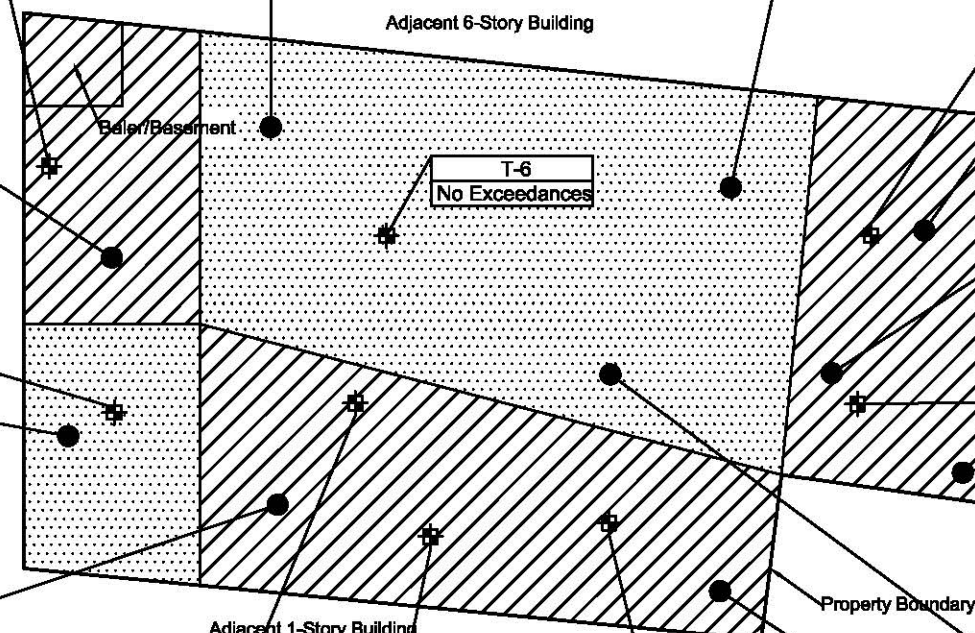 Adjacent 6-Story Building
Baler/Basement
T-6
No Exceedances
Property Boundary
Adjacent 1-Story Building